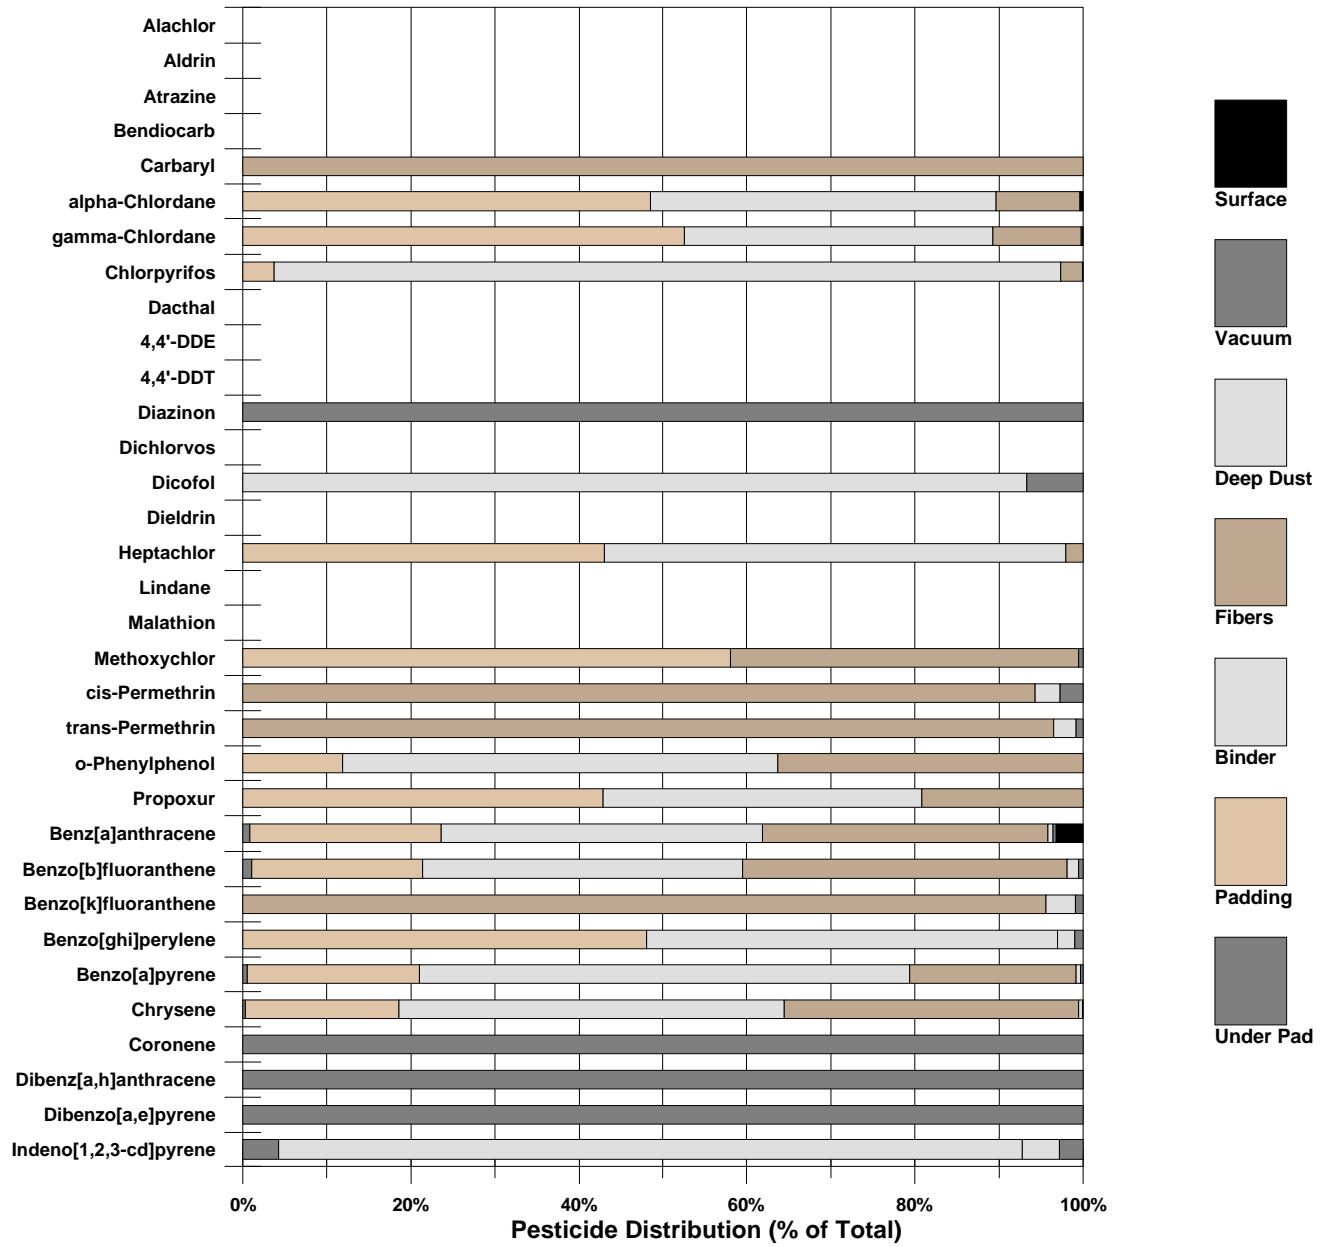 Alachlor
Aldrin
Atrazine
Bendiocarb
Carbaryl
alpha-Chlordane
gamma-Chlordane
Chlorpyrifos
Dacthal
4,4'-DDE
4,4'-DDT
Diazinon
Dichlorvos
Dicofol
Dieldrin
Heptachlor
Lindane
Malathion
Methoxychlor
cis-Permethrin
trans-Permethrin
o-Phenylphenol
Propoxur
Benz[a]anthracene
Benzo[b]fluoranthene
Benzo[k]fluoranthene
Benzo[ghi]perylene
Benzo[a]pyrene
Chrysene
Coronene
Dibenz[a,h]anthracene
Dibenzo[a,e]pyrene
Indeno[1,2,3-cd]pyrene
0% 20% 40% 60% 80% 100%
Pesticide Distribution (% of Total)
Surface
Vacuum
Deep Dust
Fibers
Binder
Padding
Under Pad